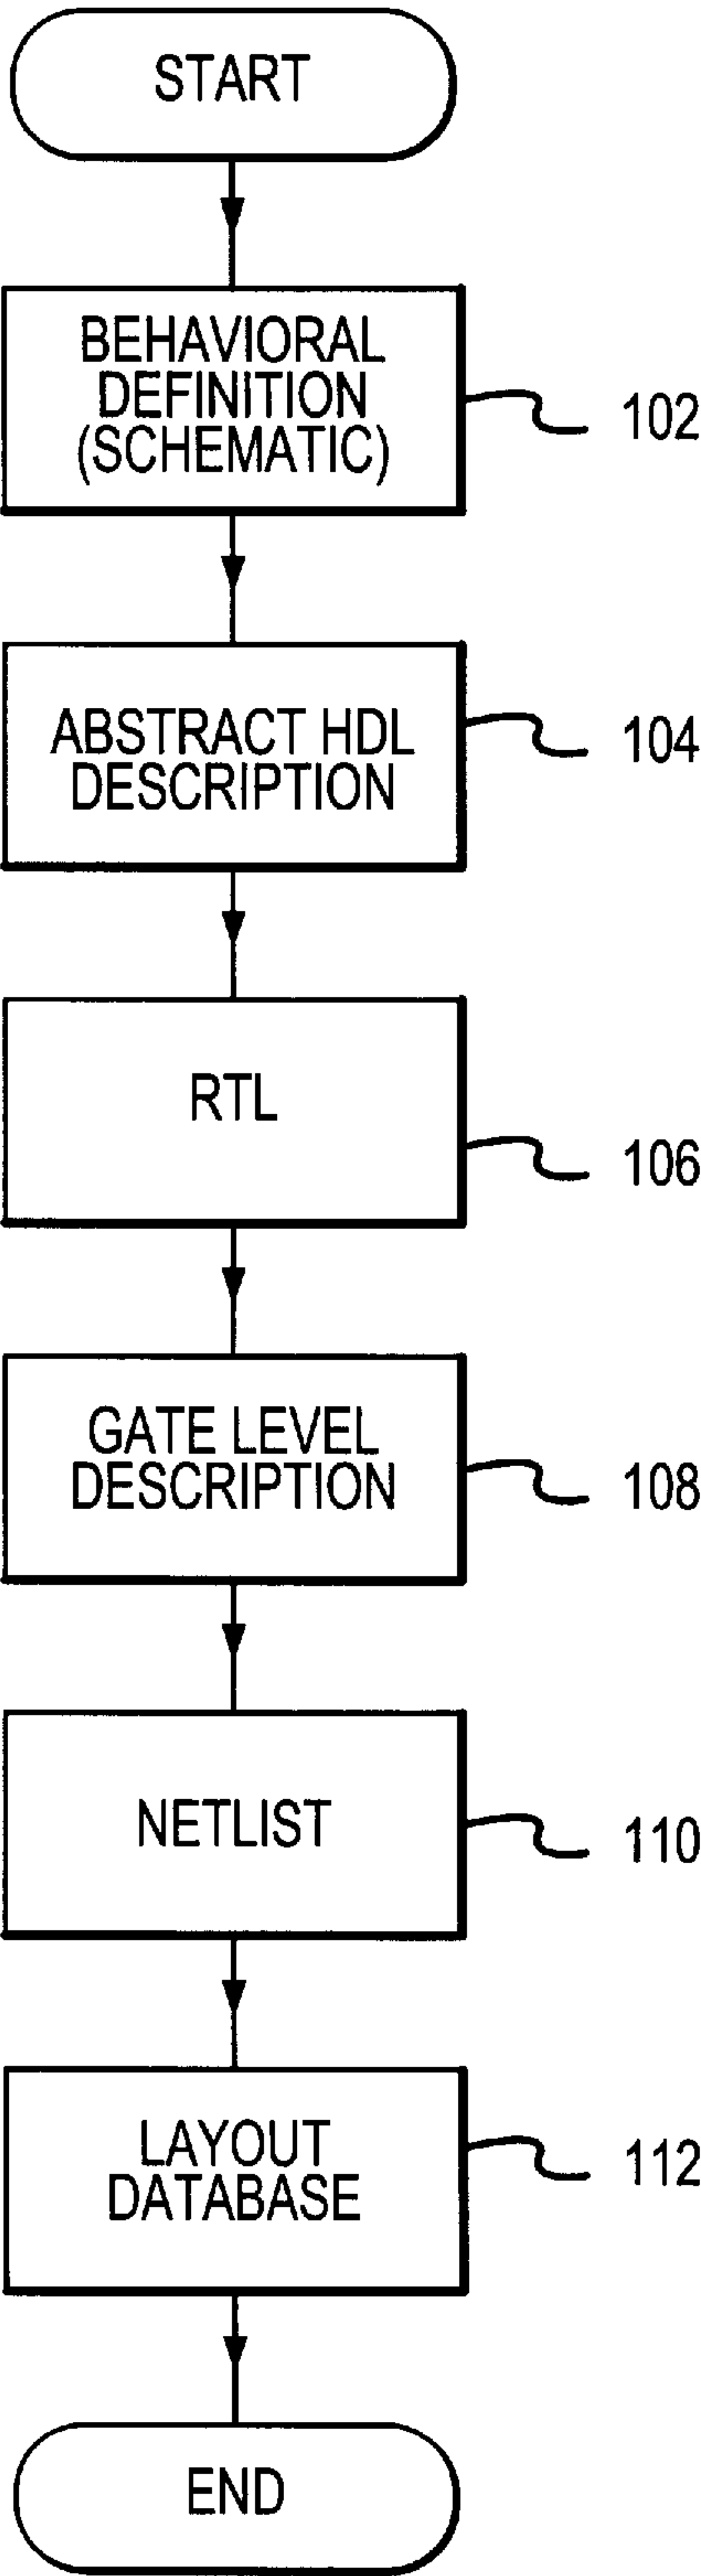 START
BEHAVIORAL
DEFINITION
(SCHEMATIC)
102
ABSTRACT HDL
DESCRIPTION
104
RTL
106
GATE LEVEL
DESCRIPTION
108
NETLIST
110
LAYOUT
DATABASE
112
END